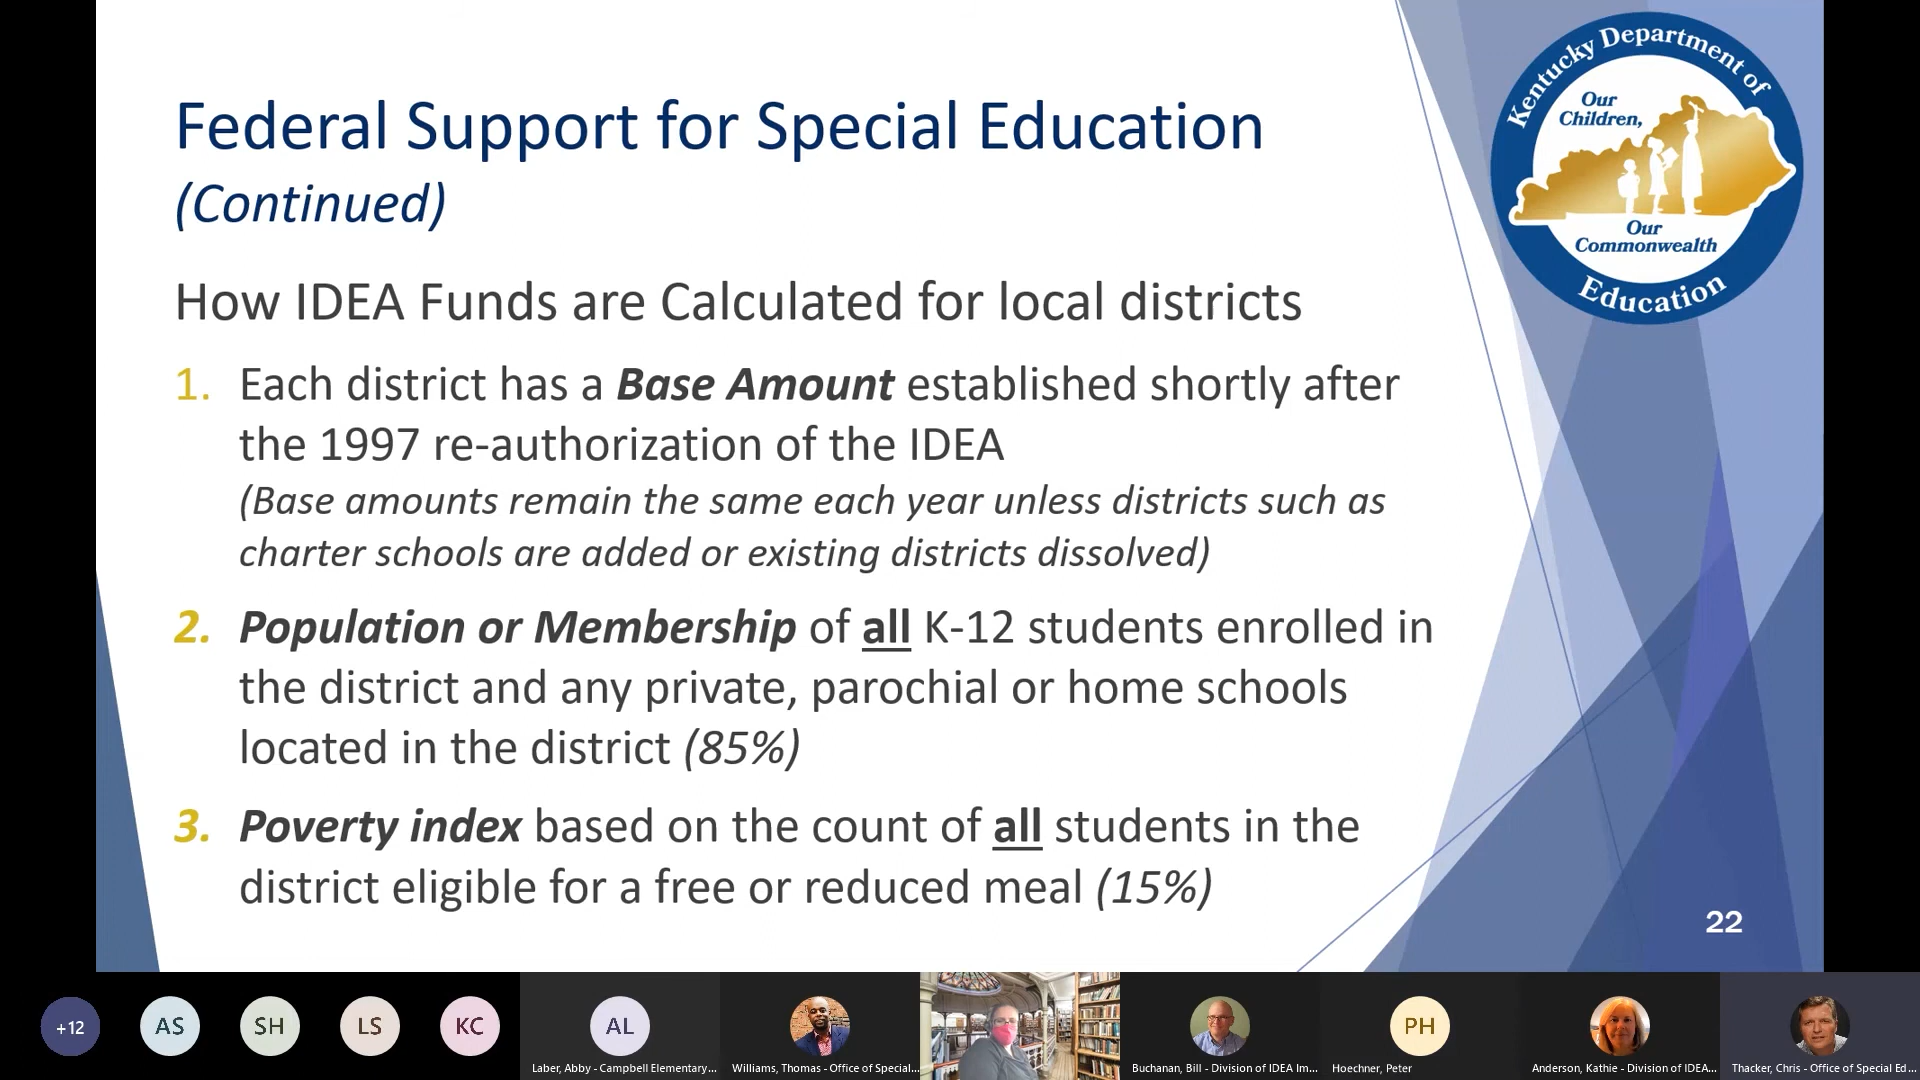 Federal Support for Special Education
(Continued)
Kentucky Department of
Our
Children,
Our
Commonwealth
Education
How IDEA Funds are Calculated for local districts
1. Each district has a Base Amount established shortly after
the 1997 re-authorization of the IDEA
(Base amounts remain the same each year unless districts such as
charter schools are added or existing districts dissolved)
2. Population or Membership of all K-12 students enrolled in
the district and any private, parochial or home schools
located in the district (85%)
3. Poverty index based on the count of all students in the
district eligible for a free or reduced meal (15%)
22
+12
AS
SH
LS
KC
AL
PH
Laber, Abby - Campbell Elementary...
Williams, Thomas - Office of Special...
Buchanan, Bill - Division of IDEA Im...
Hoechner, Peter
Anderson, Kathie - Division of IDEA...
Thacker, Chris - Office of Special Ed...